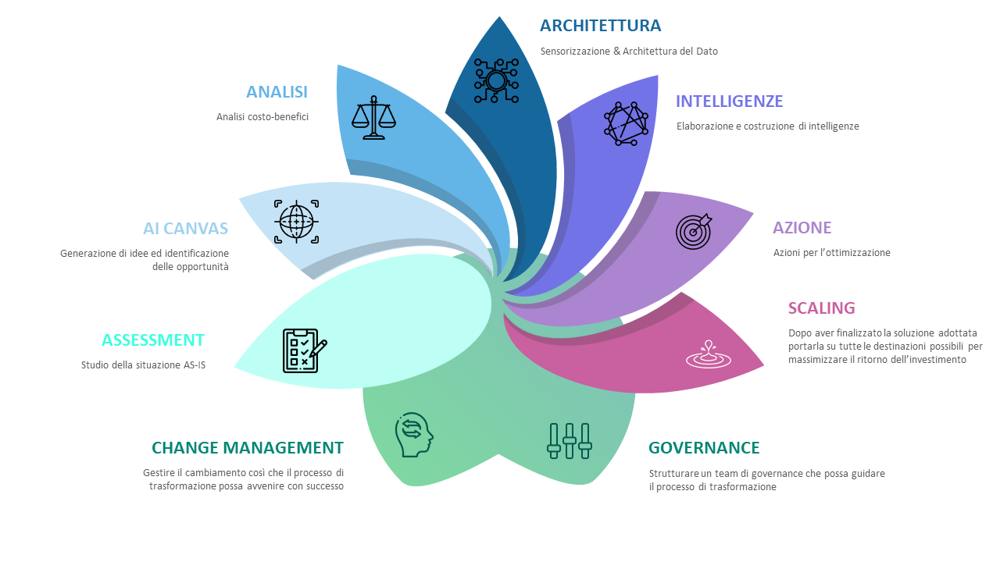 ARCHITETTURA
Sensorizzazione & Architettura del Dato
ANALISI
Analisi costo-benefici
INTELLIGENZE
Elaborazione e costruzione di intelligenze
AI CANVAS
Generazione di idee ed identificazione
delle opportunità
AZIONE
Azioni per l'ottimizzazione
SCALING
Dopo aver finalizzato la soluzione adottata
portarla su tutte le destinazioni possibili per
massimizzare il ritorno dell'investimento
ASSESSMENT
Studio della situazione AS-IS
CHANGE MANAGEMENT
Gestire il cambiamento così che il processo di
trasformazione possa avvenire con successo
GOVERNANCE
Strutturare un team di governance che possa guidare
il processo di trasformazione